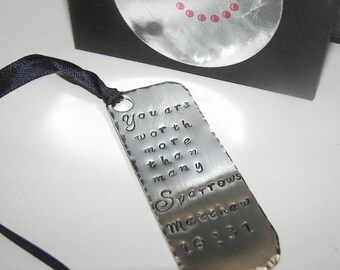 You are
worth
more
than
many
Sparrows
Matthew
10:31